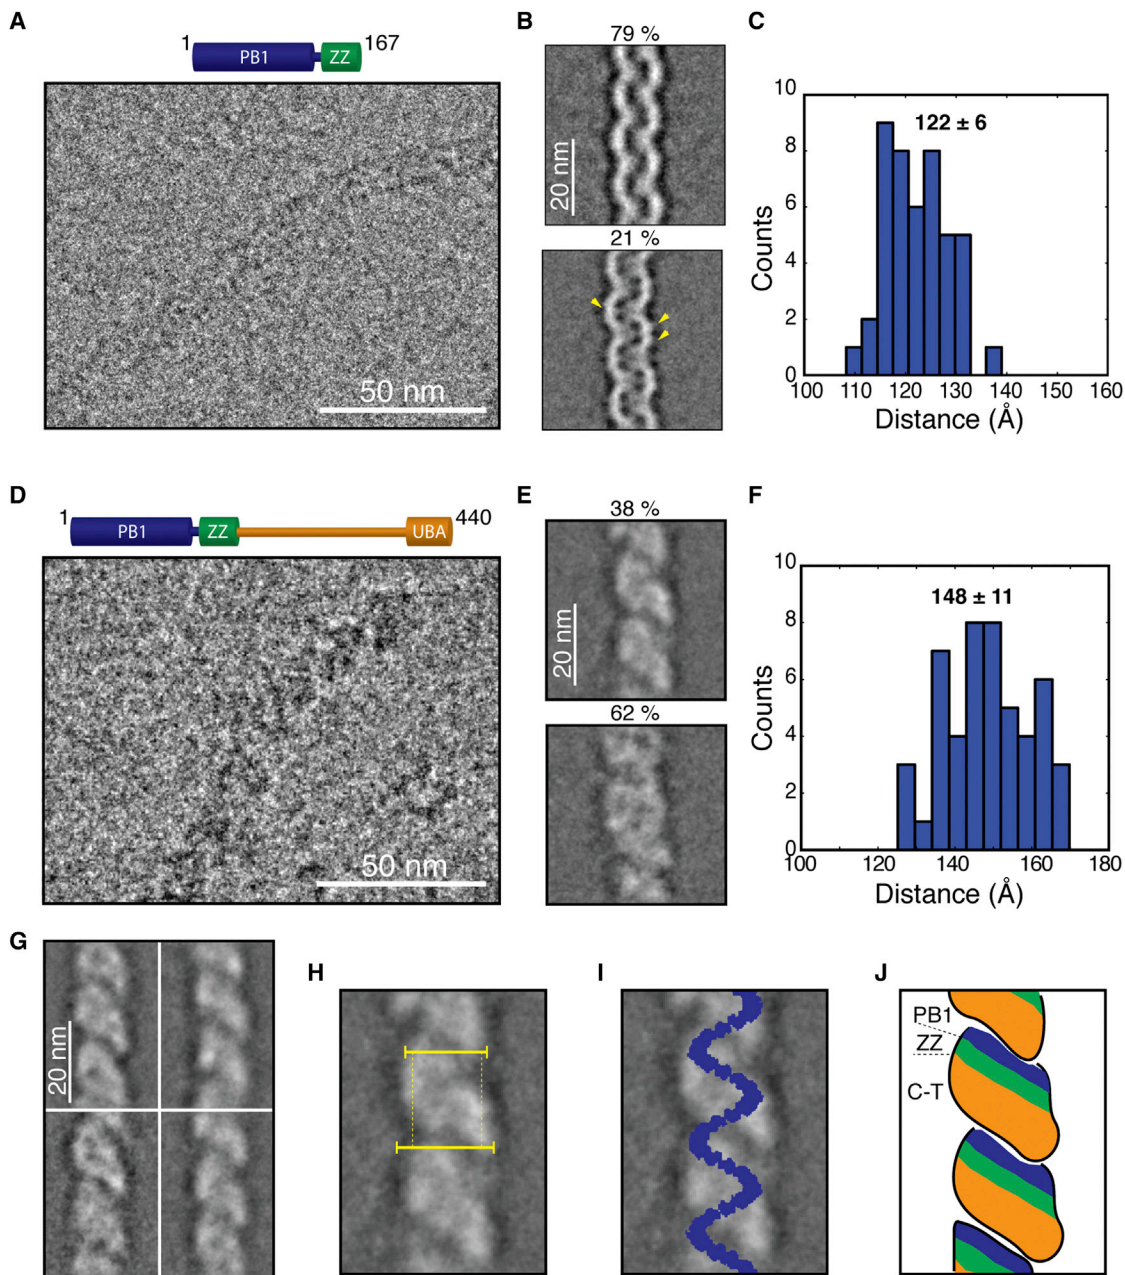 A
1
PB1
ZZ
167
50 nm
B
79 %
20 nm
21 %
C
10
8
6
4
2
0
Counts
122 ± 6
100
110
120
130
140
150
160
Distance (Å)
D
1
PB1
ZZ
UBA
440
50 nm
E
38 %
20 nm
62 %
F
10
8
6
4
2
0
Counts
148 ± 11
100
120
140
160
180
Distance (Å)
G
20 nm
H
I
J
PB1
ZZ
C-T